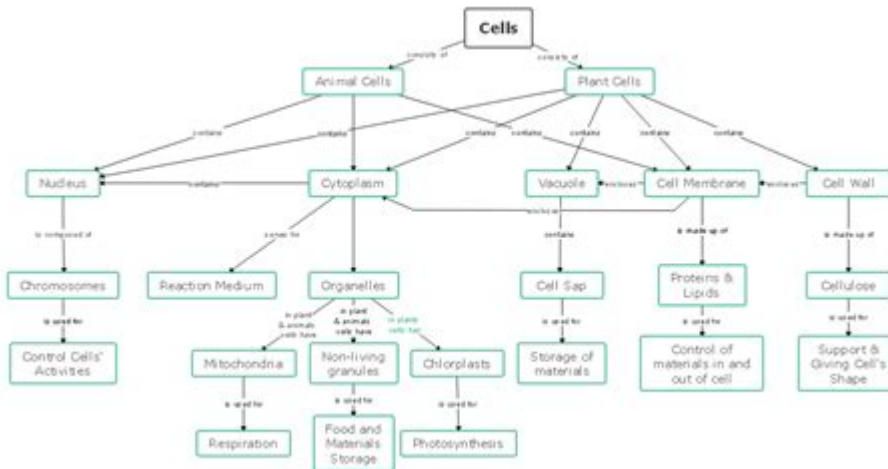 Cells
consists of
consists of
Animal Cells
Plant Cells
contains
contains
contains
contains
contains
contains
contains
Nucleus
contains
Cytoplasm
Vacuole
encloses
Cell Membrane
encloses
Cell Wall
encloses
is composed of
contains
is made up of
is made up of
Chromosomes
Reaction Medium
Organelles
Cell Sap
Proteins &
Lipids
Cellulose
is used for
in plant
& animals
cells have
in plant
& animals
cells have
in plants
is used for
is used for
is used for
Control Cells'
Activities
Mitochondria
Non-living
granules
Chlorplasts
Storage of
materials
Control of
materials in and
out of cell
Support &
Giving Cell's
Shape
is used for
is used for
is used for
Respiration
Food and
Materials
Storage
Photosynthesis